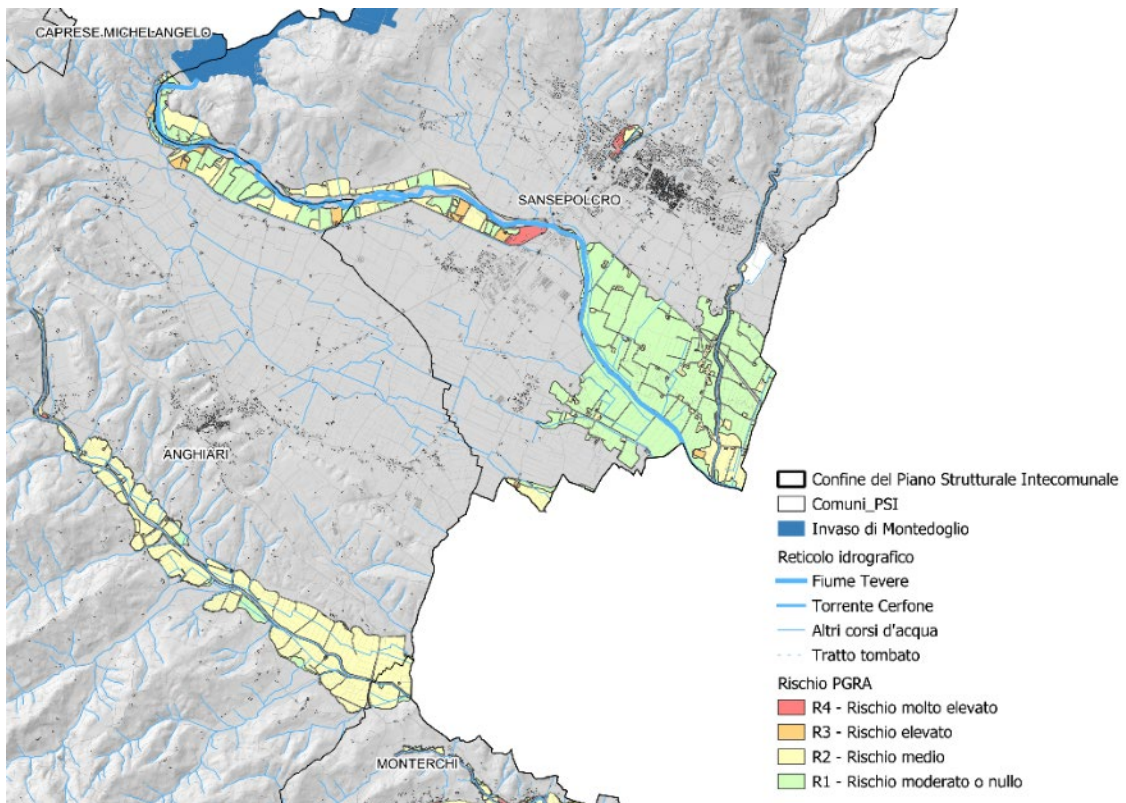 CAPRESE MICHELANGELO
SANSEPOLCRO
ANGHIARI
MONTERCHI
Confine del Piano Strutturale Intecomunale
Comuni_PSI
Invaso di Montedoglio
Reticolo idrografico
Fiume Tevere
Torrente Cerfone
Altri corsi d'acqua
Tratto tombato
Rischio PGRA
R4 - Rischio molto elevato
R3 - Rischio elevato
R2 - Rischio medio
R1 - Rischio moderato o nullo